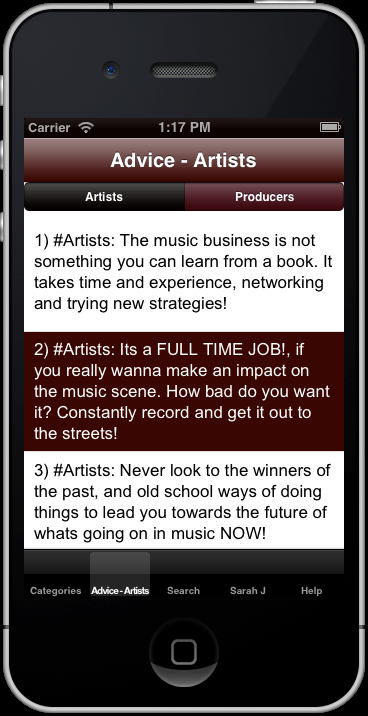 Carrier 1:17 PM
Advice - Artists
Artists Producers
1) #Artists: The music business is not
something you can learn from a book. It
takes time and experience, networking
and trying new strategies!
2) #Artists: Its a FULL TIME JOB!, if
you really wanna make an impact on
the music scene. How bad do you want
it? Constantly record and get it out to
the streets!
3) #Artists: Never look to the winners of
the past, and old school ways of doing
things to lead you towards the future of
whats going on in music NOW!
Categories Advice - Artists Search Sarah J Help